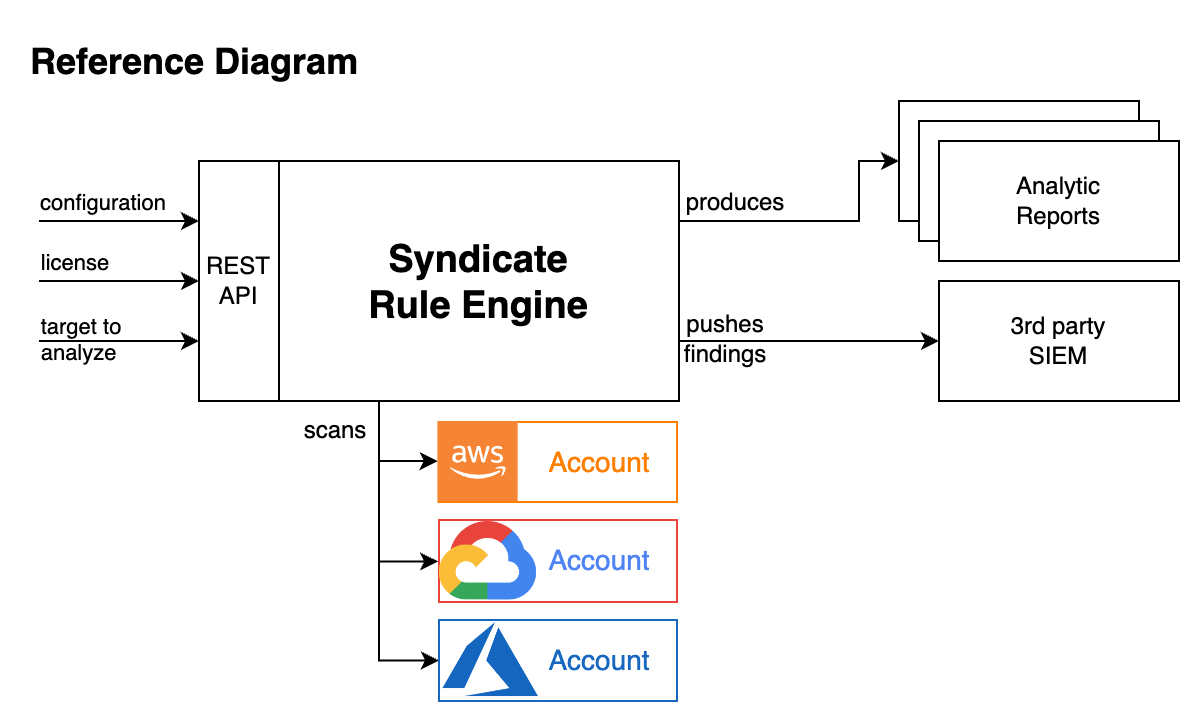 Reference Diagram
configuration
license
target to
analyze
REST
API
Syndicate
Rule Engine
produces
Analytic
Reports
pushes
findings
3rd party
SIEM
scans
aws
Account
Account
Account